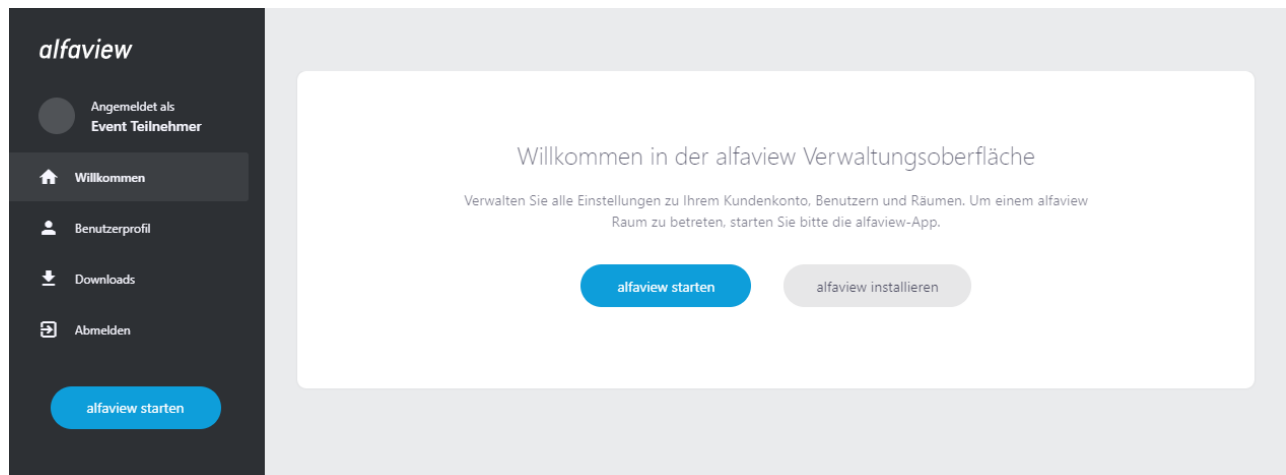 alfaview
Angemeldet als
Event Teilnehmer
Willkommen
Benutzerprofil
Downloads
Abmelden
alfaview starten
Willkommen in der alfaview Verwaltungsoberfläche
Verwalten Sie alle Einstellungen zu Ihrem Kundenkonto, Benutzern und Räumen. Um einem alfaview
Raum zu betreten, starten Sie bitte die alfaview-App.
alfaview starten
alfaview installieren